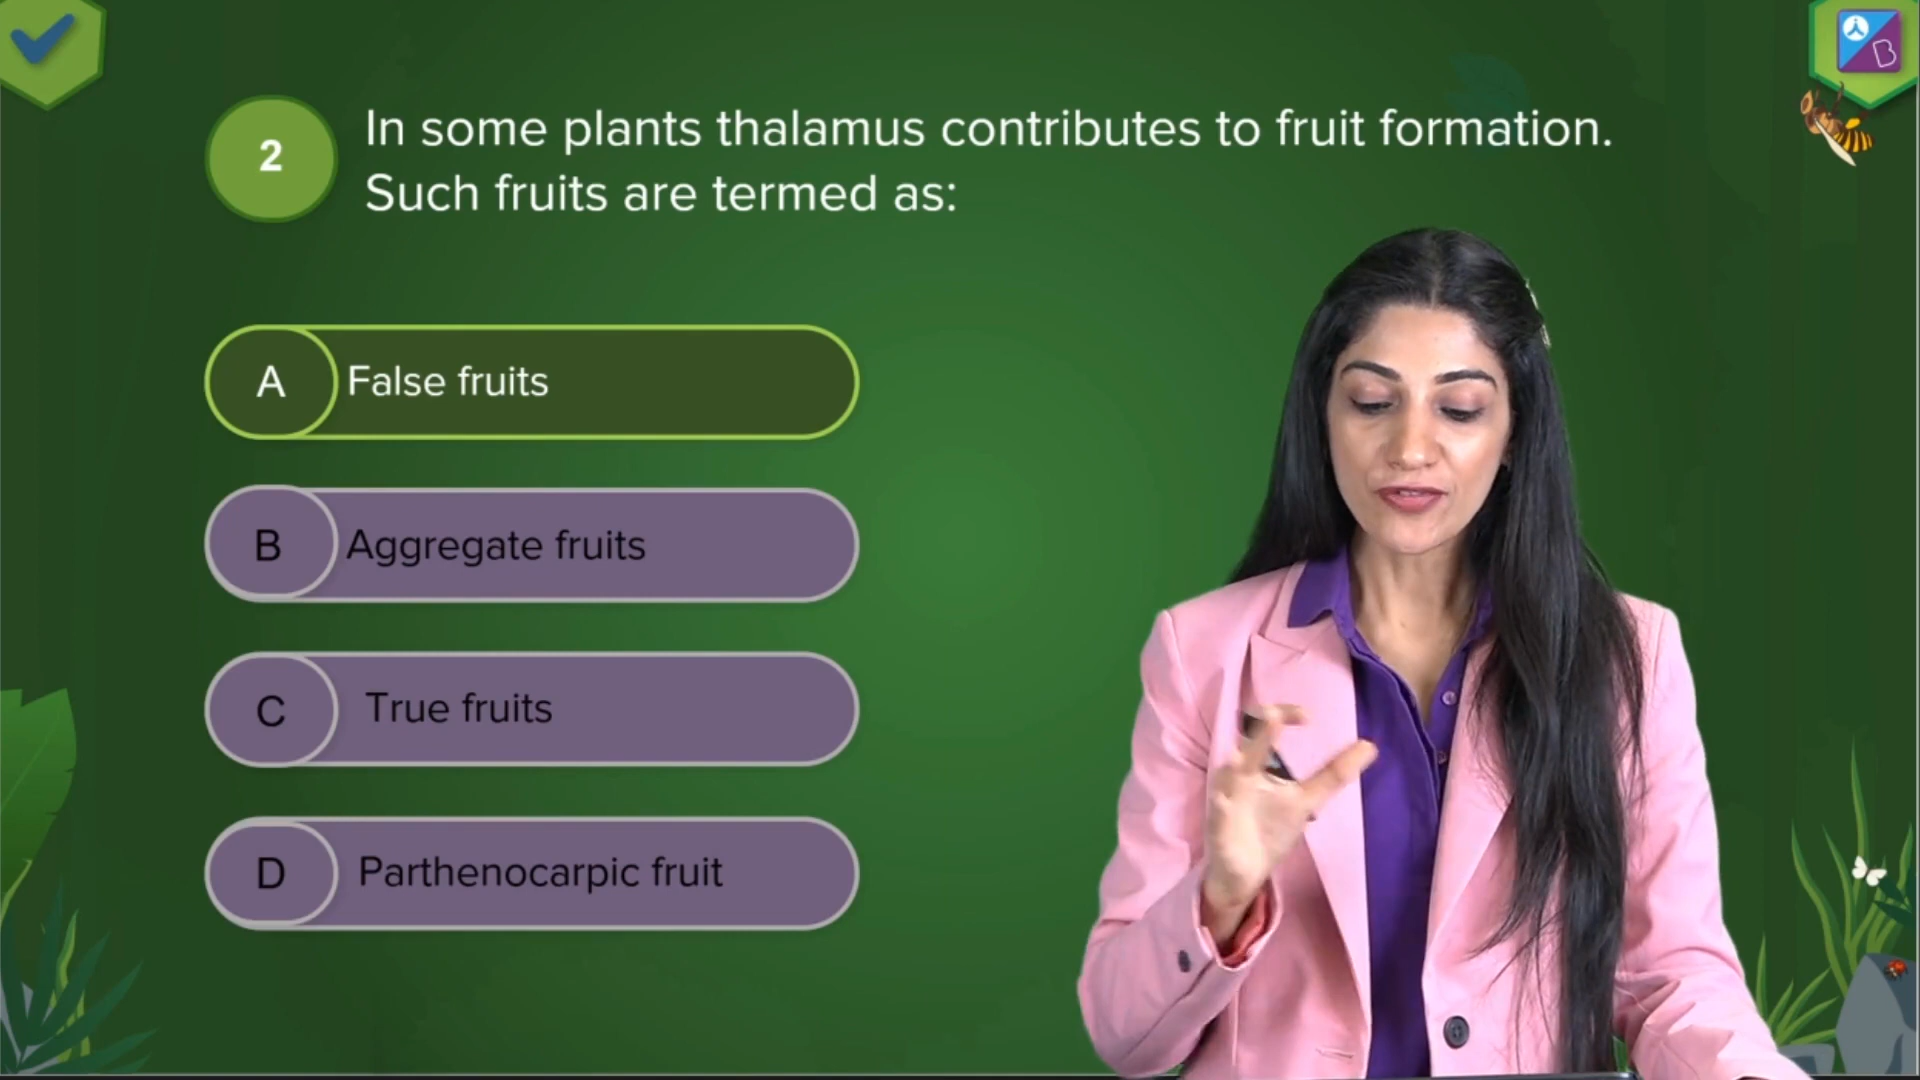 2
In some plants thalamus contributes to fruit formation.
Such fruits are termed as:
A False fruits
B Aggregate fruits
C True fruits
D Parthenocarpic fruit
B